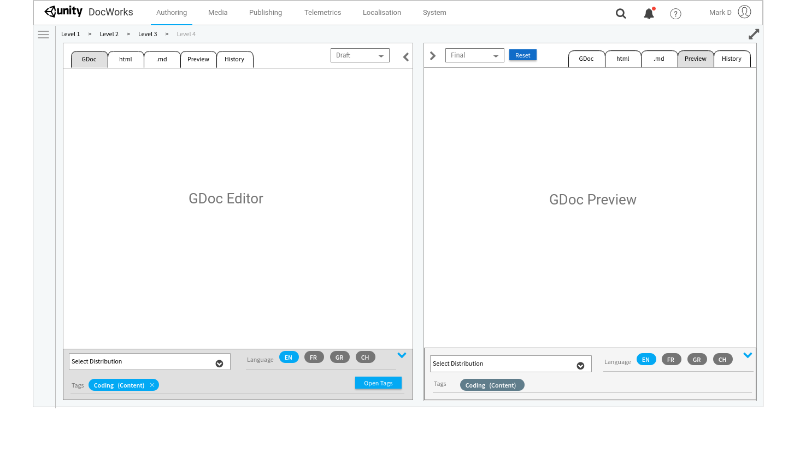 unity DocWorks Authoring Media Publishing Telemetrics Localisation System ? Mark D
Level 1 > Level 2 > Level 3 > Level 4
GDoc html .md Preview History Draft
Final Reset GDoc html .md Preview History
GDoc Editor
GDoc Preview
Select Distribution Language EN FR GR CH
Tags Coding (Content) × Open Tags
Select Distribution Language EN FR GR CH
Tags Coding (Content)